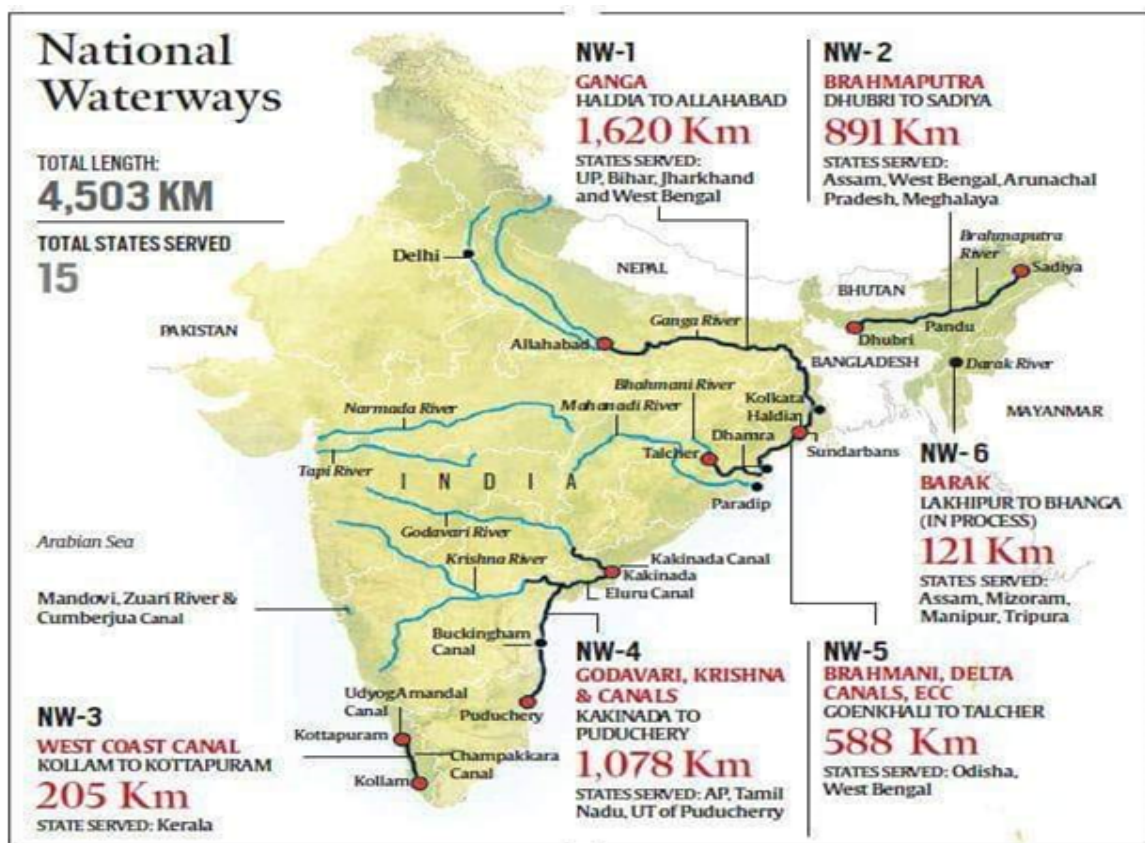 National
Waterways
TOTAL LENGTH:
4,503 KM
TOTAL STATES SERVED
15
NW-1
GANGA
HALDIA TO ALLAHABAD
1,620 Km
STATES SERVED:
UP, Bihar, Jharkhand
and West Bengal
NW-2
BRAHMAPUTRA
DHUBRI TO SADIYA
891 Km
STATES SERVED:
Assam, West Bengal, Arunachal
Pradesh, Meghalaya
Brahmaputra
River
Sadiya
Delhi
NEPAL
BHUTAN
PAKISTAN
Pandu
Dhubri
Allahabad
Ganga River
BANGLADESH
Darak River
Bhahmani River
Narmada River
Mahanadi River
Kolkata
Haldia
MAYANMAR
Dhamra
Talcher
Sundarbans
Tapi River
INDIA
Paradip
NW-6
BARAK
LAKHIPUR TO BHANGA
(IN PROCESS)
121 Km
STATES SERVED:
Assam, Mizoram,
Manipur, Tripura
Godavari River
Arabian Sea
Krishna River
Kakinada Canal
Kakinada
Eluru Canal
Mandovi, Zuari River &
Cumberjua Canal
Buckingham
Canal
NW-4
GODAVARI, KRISHNA
& CANALS
KAKINADA TO
PUDUCHERY
1,078 Km
STATES SERVED: AP, Tamil
Nadu, UT of Puducherry
NW-5
BRAHMANI, DELTA
CANALS, ECC
GOENKHALI TO TALCHER
588 Km
STATES SERVED: Odisha,
West Bengal
UdyogAmandal
Canal
Puduchery
Kottapuram
Champakkara
Canal
Kollam
NW-3
WEST COAST CANAL
KOLLAM TO KOTTAPURAM
205 Km
STATE SERVED: Kerala